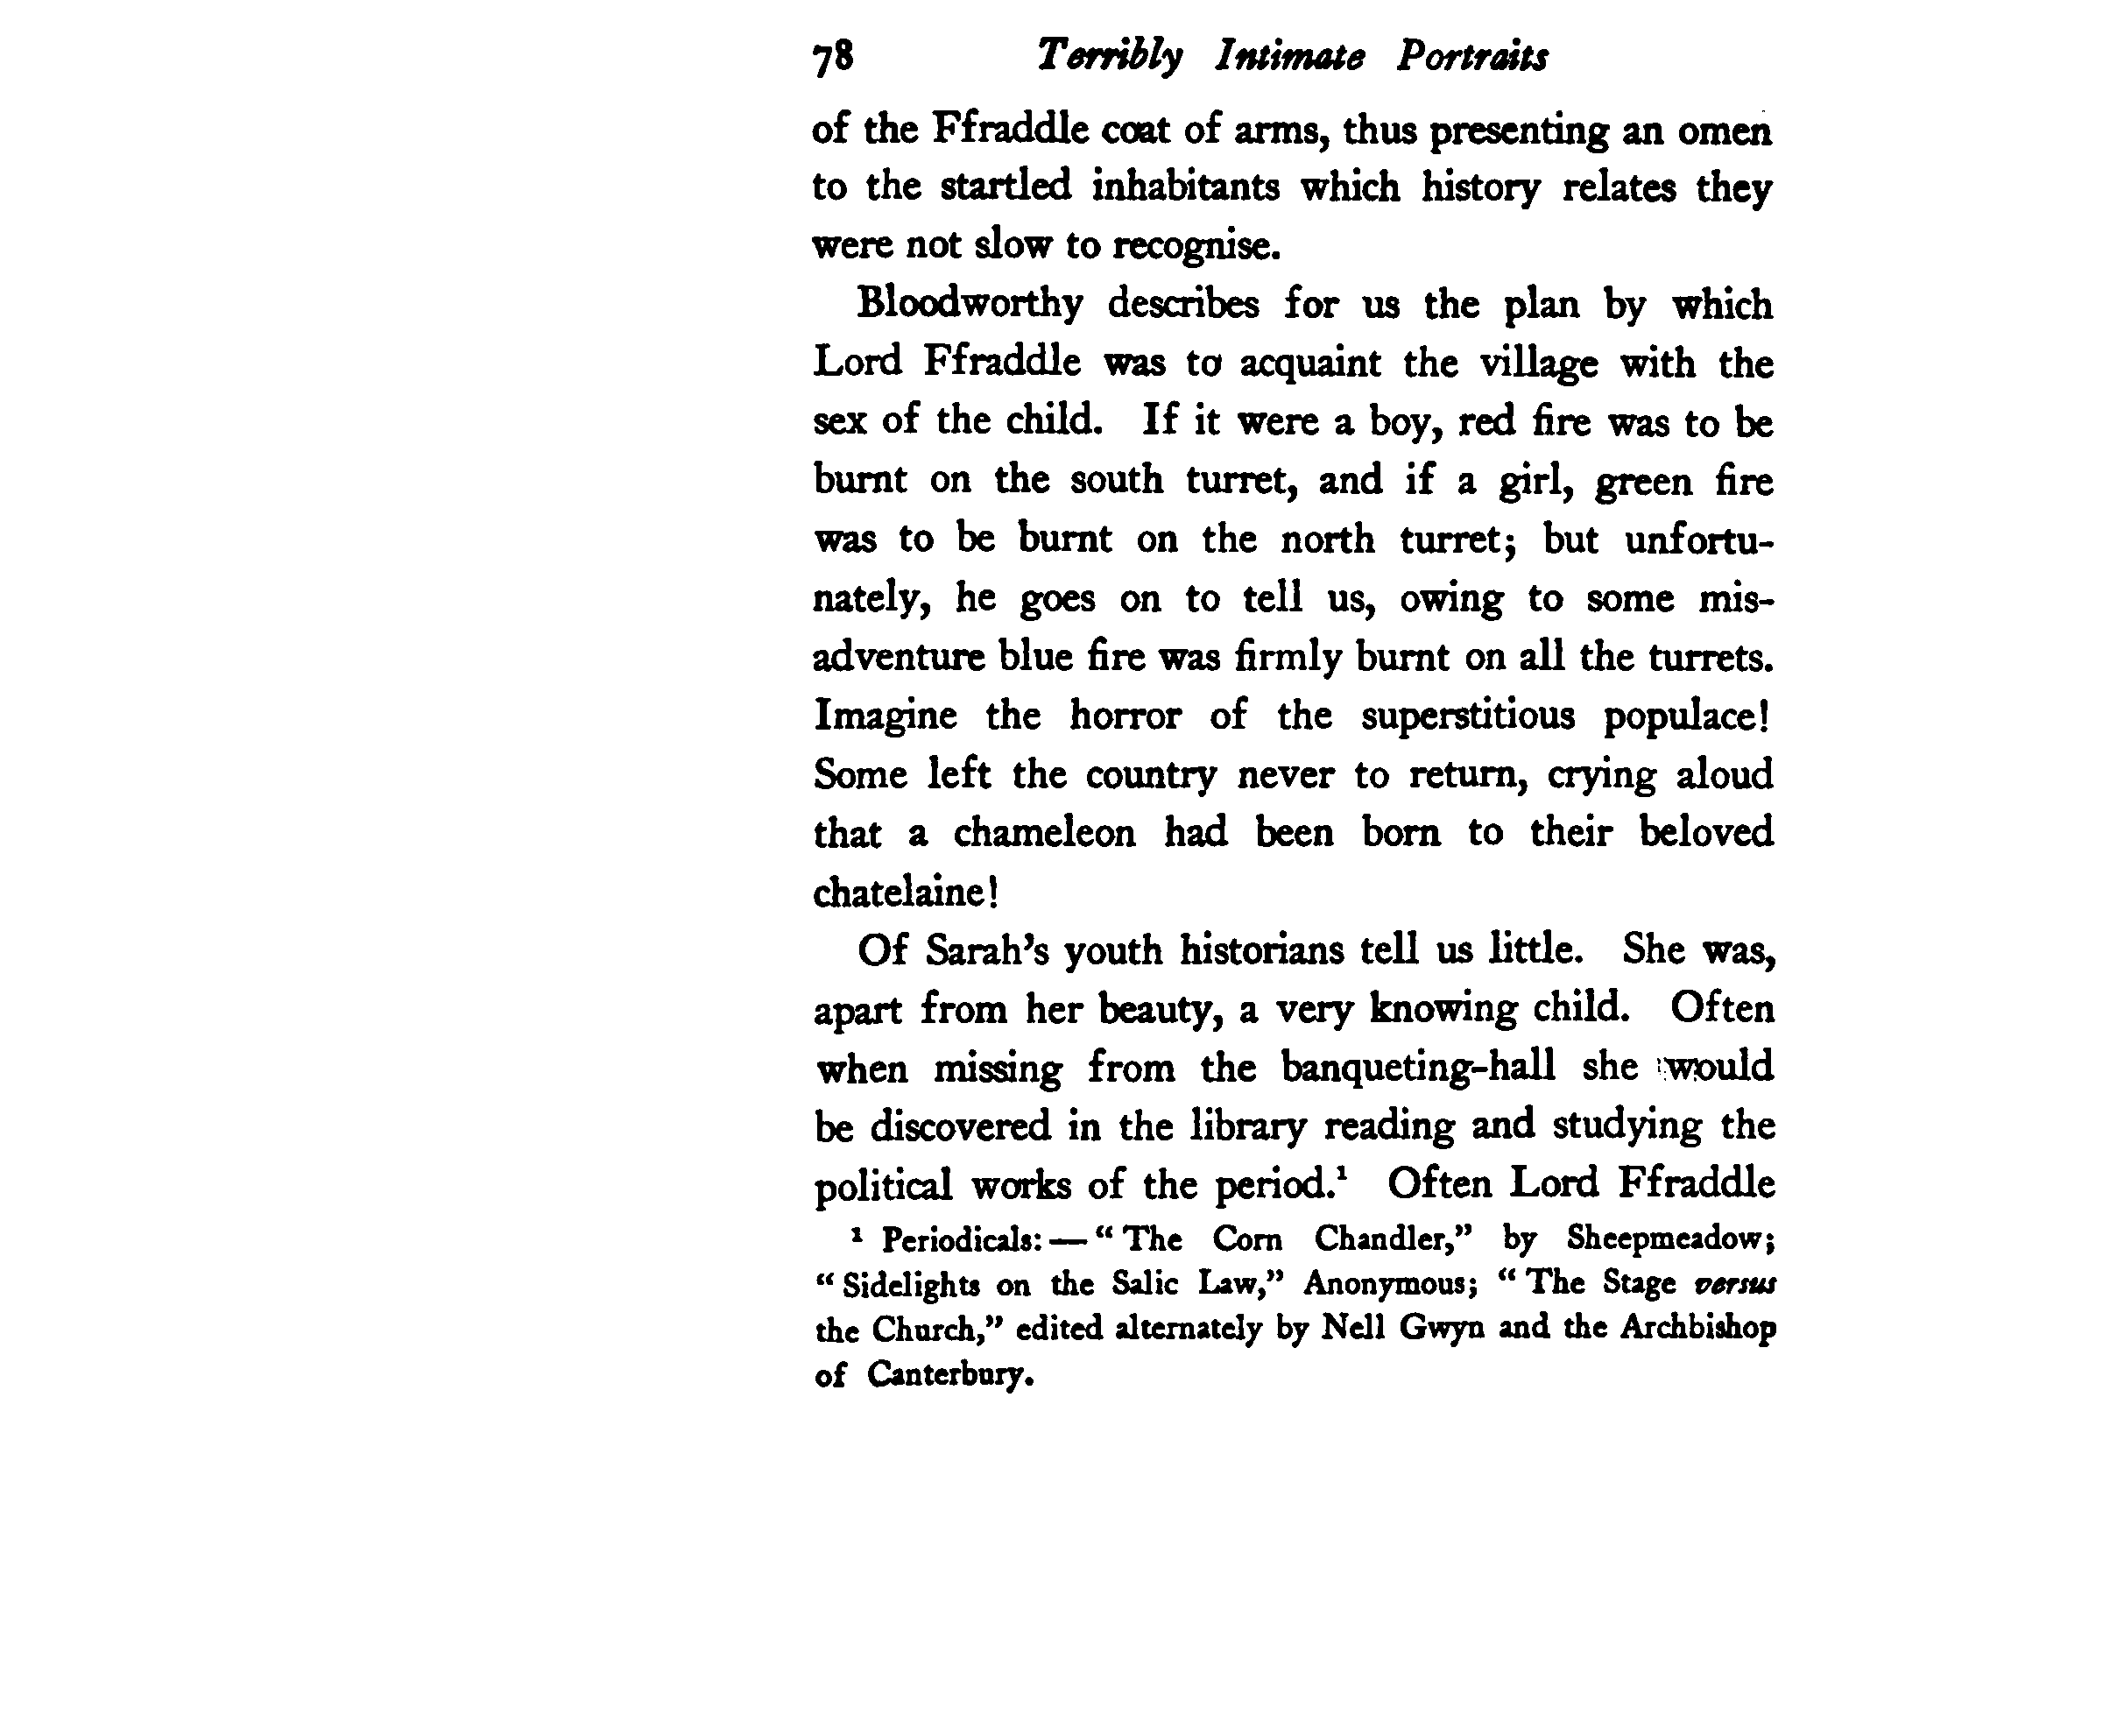 78 Terribly Intimate Portraits
of the Ffraddle coat of arms, thus presenting an omen
to the startled inhabitants which history relates they
were not slow to recognise.
Bloodworthy describes for us the plan by which
Lord Ffraddle was to acquaint the village with the
sex of the child. If it were a boy, red fire was to be
burnt on the south turret, and if a girl, green fire
was to be burnt on the north turret; but unfortu-
nately, he goes on to tell us, owing to some mis-
adventure blue fire was firmly burnt on all the turrets.
Imagine the horror of the superstitious populace!
Some left the country never to return, crying aloud
that a chameleon had been born to their beloved
chatelaine!
Of Sarah's youth historians tell us little. She was,
apart from her beauty, a very knowing child. Often
when missing from the banqueting-hall she would
be discovered in the library reading and studying the
political works of the period.¹ Often Lord Ffraddle
¹ Periodicals:—"The Corn Chandler," by Sheepmeadow;
"Sidelights on the Salic Law," Anonymous; "The Stage versus
the Church," edited alternately by Nell Gwyn and the Archbishop
of Canterbury.